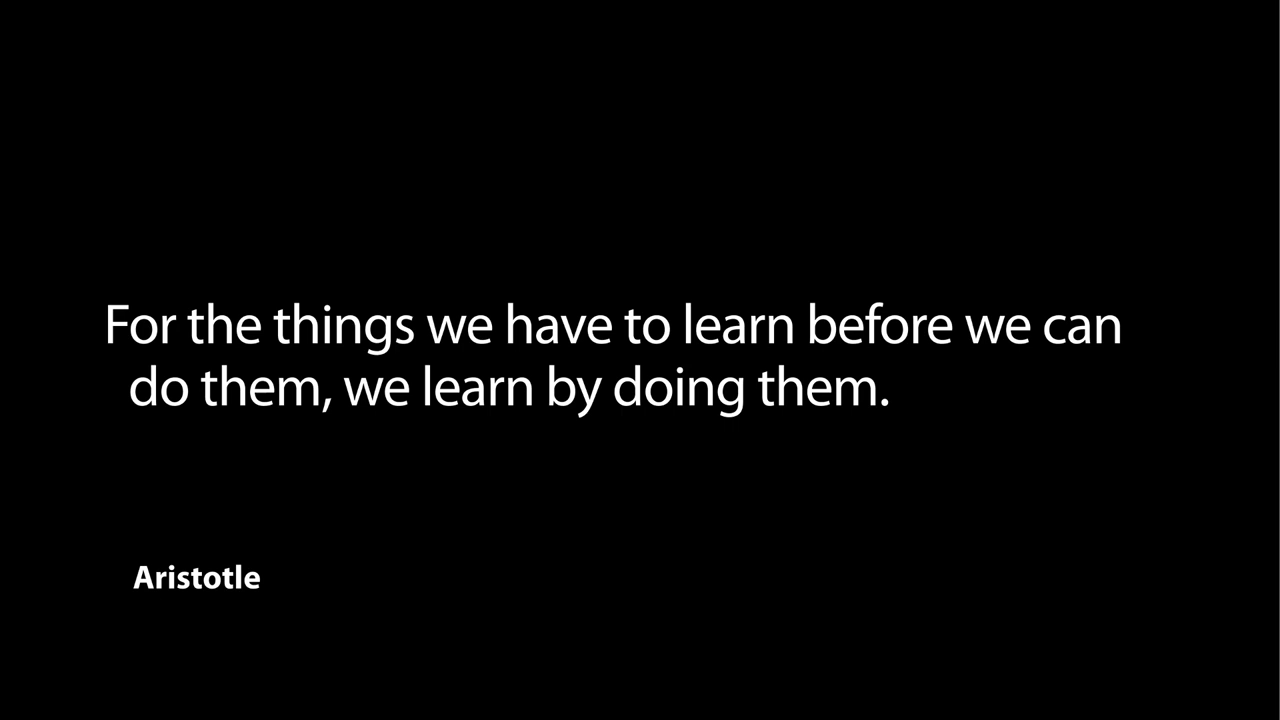 For the things we have to learn before we can
do them, we learn by doing them.
Aristotle